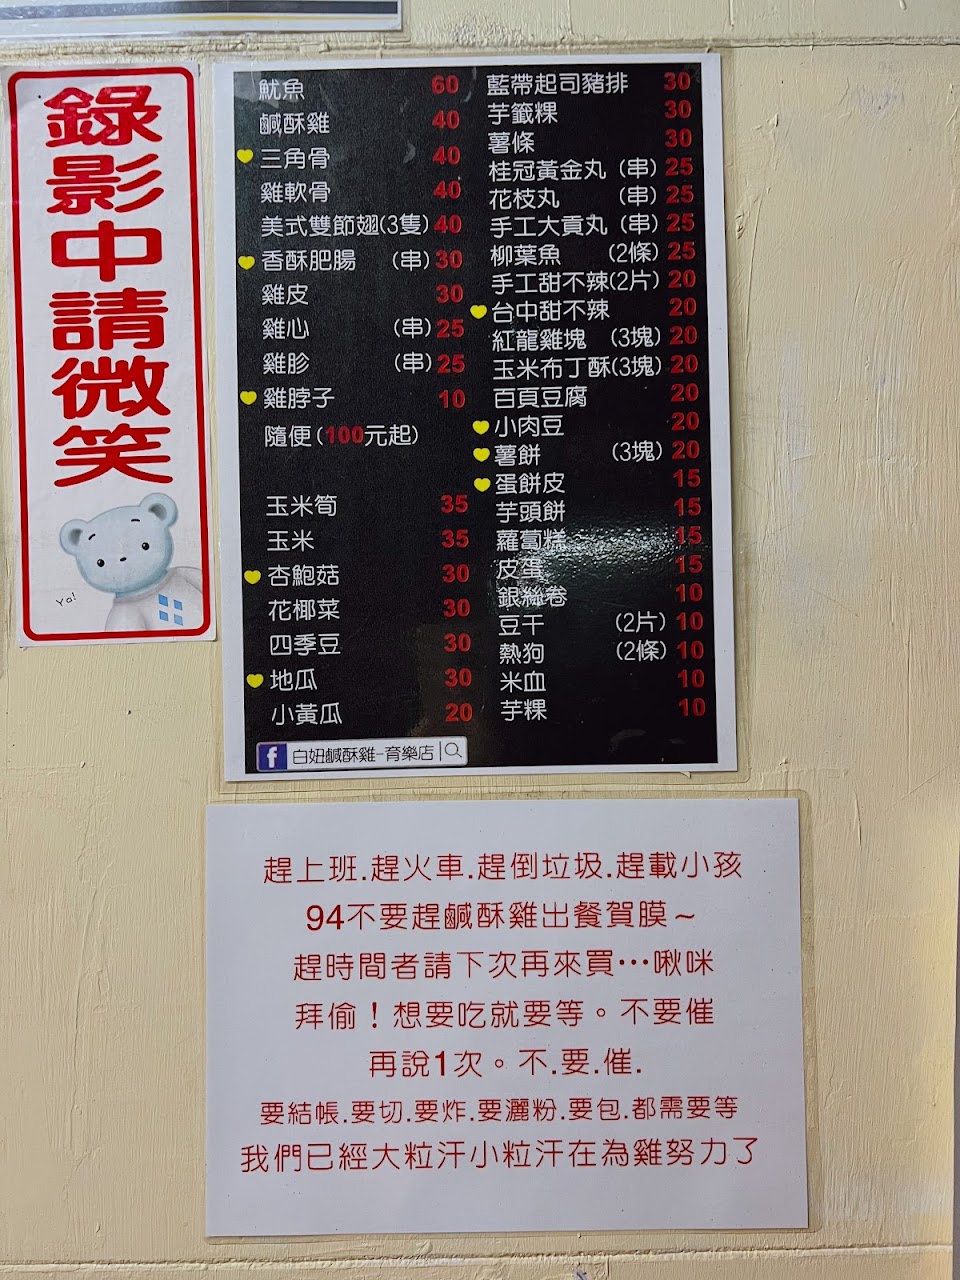 錄影中請微笑
Ya!
魷魚 60
鹹酥雞 40
三角骨 40
雞軟骨 40
美式雙節翅(3隻) 40
香酥肥腸 (串) 30
雞皮 30
雞心 (串) 25
雞胗 (串) 25
雞脖子 10
隨便(100元起)
玉米筍 35
玉米 35
杏鮑菇 30
花椰菜 30
四季豆 30
地瓜 30
小黃瓜 20
藍帶起司豬排 30
芋籤粿 30
薯條 30
桂冠黃金丸 (串) 25
花枝丸 (串) 25
手工大貢丸 (串) 25
柳葉魚 (2條) 25
手工甜不辣(2片) 20
台中甜不辣 20
紅龍雞塊 (3塊) 20
玉米布丁酥(3塊) 20
百頁豆腐 20
小肉豆 20
薯餅 (3塊) 20
蛋餅皮 15
芋頭餅 15
蘿蔔糕 15
皮蛋 15
銀絲卷 10
豆干 (2片) 10
熱狗 (2條) 10
米血 10
芋粿 10
f 白妞鹹酥雞-育樂店
趕上班.趕火車.趕倒垃圾.趕載小孩
94不要趕鹹酥雞出餐賀膜~
趕時間者請下次再來買…啾咪
拜偷！想要吃就要等。不要催
再說1次。不.要.催.
要結帳.要切.要炸.要灑粉.要包.都需要等
我們已經大粒汗小粒汗在為雞努力了